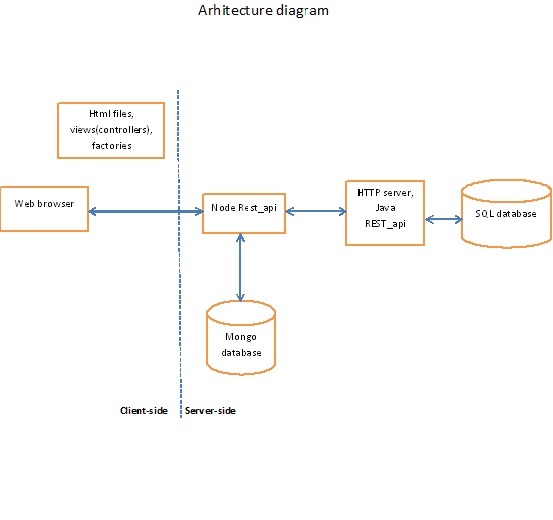 Arhitecture diagram
Html files,
views(controllers),
factories
Web browser
Node Rest_api
HTTP server,
Java
REST_api
SQL database
Mongo
database
Client-side
Server-side